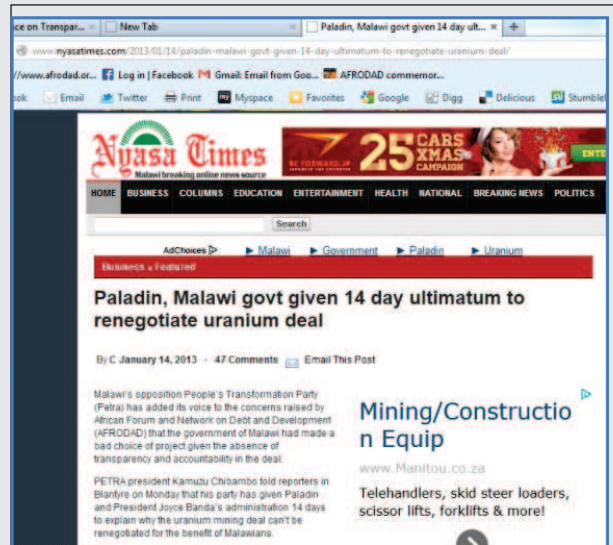 ce on Transpar...
New Tab
Paladin, Malawi govt given 14 day ult...
www.nyasatimes.com/2013/01/14/paladin-malawi-govt-given-14-day-ultimatum-to-renegotiate-uranium-deal/
//www.afrodad.or... Log in | Facebook Gmail: Email from Goo... AFRODAD commemor...
ok Email Twitter Print Myspace Favorites Google Digg Delicious Stumblel
Nyasa Times
Malawi breaking online news source
BE FORWARD.JP
25 CARS XMAS CAMPAIGN
ENTE
HOME BUSINESS COLUMNS EDUCATION ENTERTAINMENT HEALTH NATIONAL BREAKING NEWS POLITICS
Search
AdChoices Malawi Government Paladin Uranium
Business Featured
Paladin, Malawi govt given 14 day ultimatum to
renegotiate uranium deal
By C January 14, 2013 · 47 Comments Email This Post
Malawi's opposition People's Transformation Party
(Petra) has added its voice to the concerns raised by
African Forum and Network on Debt and Development
(AFRODAD) that the government of Malawi had made a
bad choice of project given the absence of
transparency and accountability in the deal.
PETRA president Kamuzu Chibambo told reporters in
Blantyre on Monday that his party has given Paladin
and President Joyce Banda's administration 14 days
to explain why the uranium mining deal can't be
renegotiated for the benefit of Malawians.
Mining/Constructio
n Equip
www.Manitou.co.za
Telehandlers, skid steer loaders,
scissor lifts, forklifts & more!